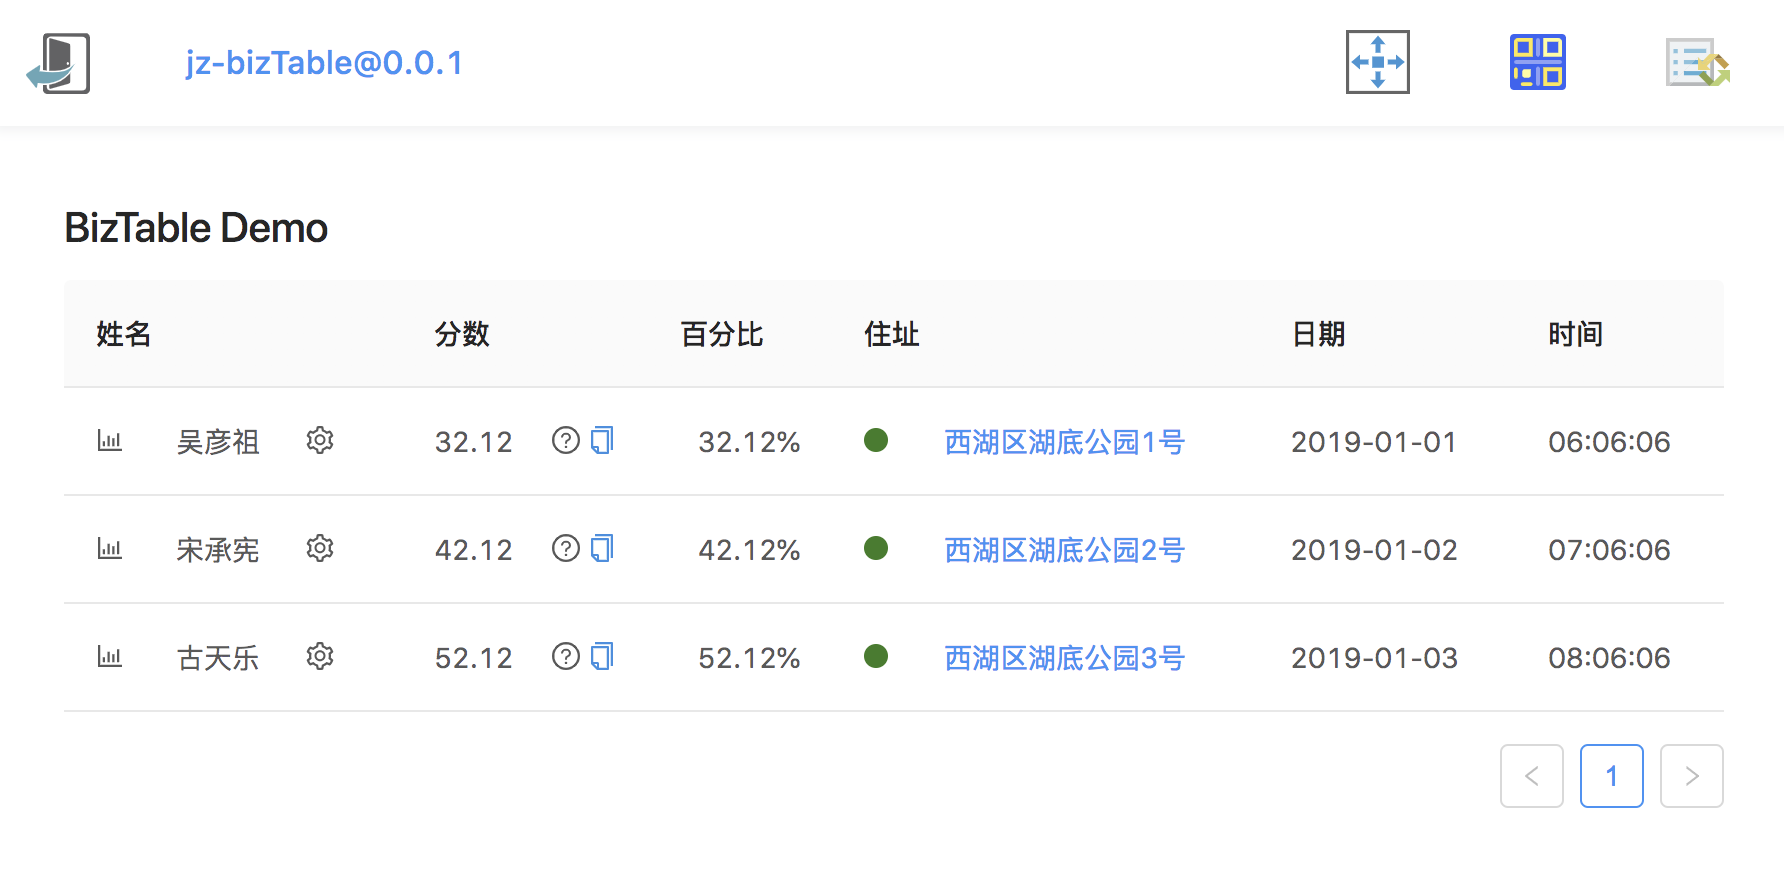 jz-bizTable@0.0.1
BizTable Demo
姓名 分数 百分比 住址 日期 时间
吴彦祖 32.12 32.12% 西湖区湖底公园1号 2019-01-01 06:06:06
宋承宪 42.12 42.12% 西湖区湖底公园2号 2019-01-02 07:06:06
古天乐 52.12 52.12% 西湖区湖底公园3号 2019-01-03 08:06:06
1